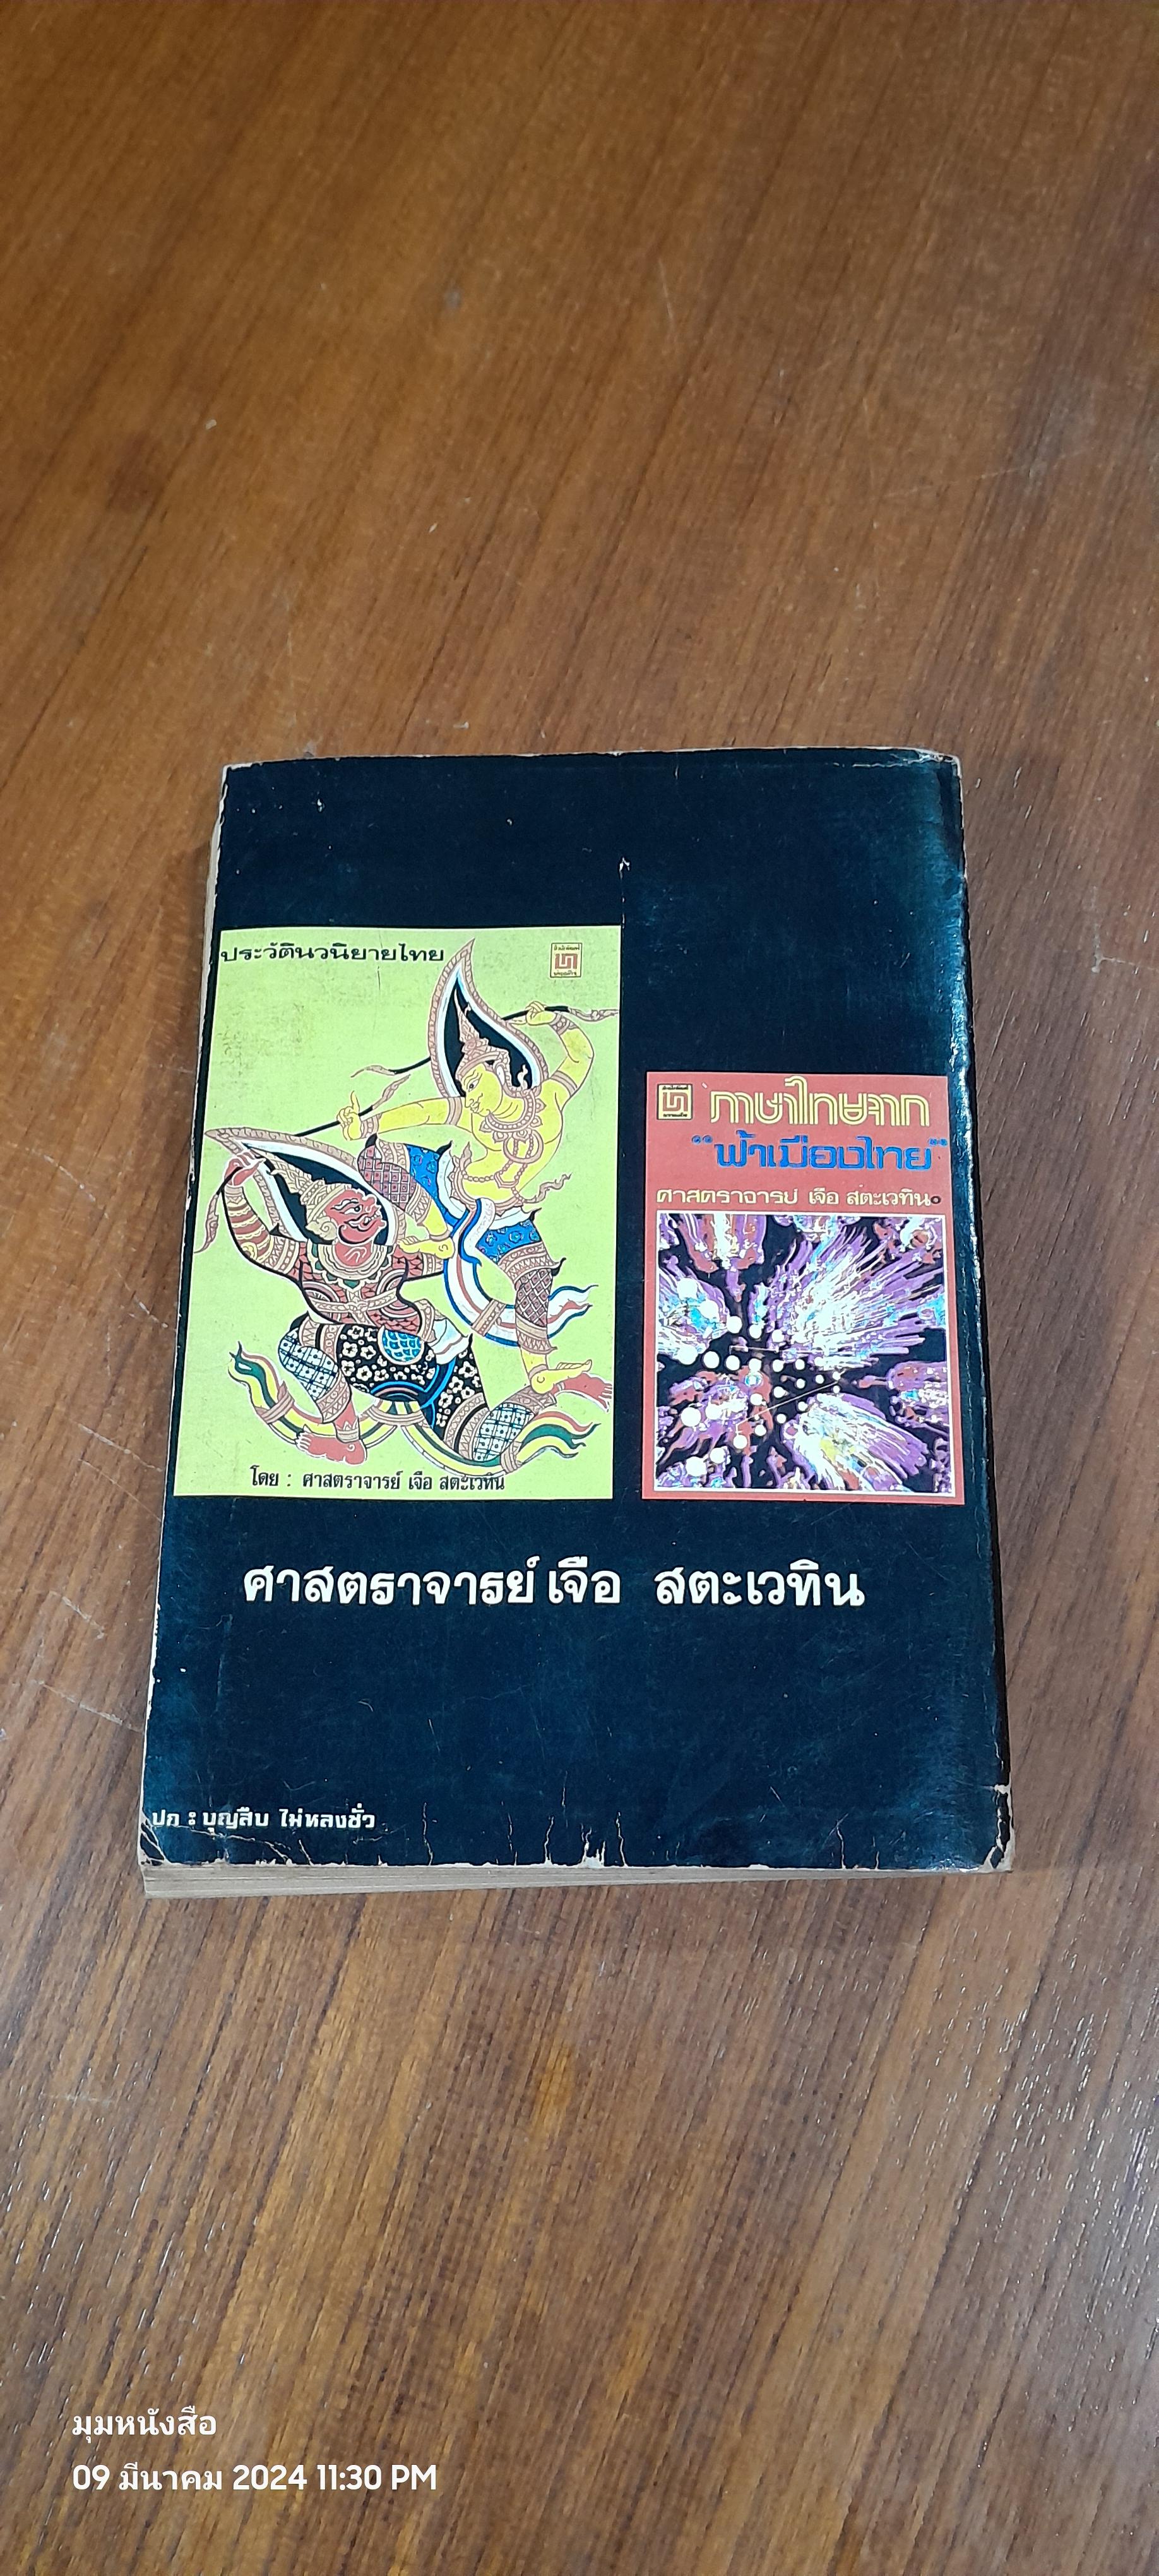 ประวัตินวนิยายไทย
โดย : ศาสตราจารย์ เจือ สตะเวทิน
ภาษาไทยจาก
“ฟ้าเมืองไทย”
ศาสตราจารย์ เจือ สตะเวทิน
ศาสตราจารย์ เจือ สตะเวทิน
ปก : บุญสืบ ไม่หลงชั่ว
มุมหนังสือ
09 มีนาคม 2024 11:30 PM